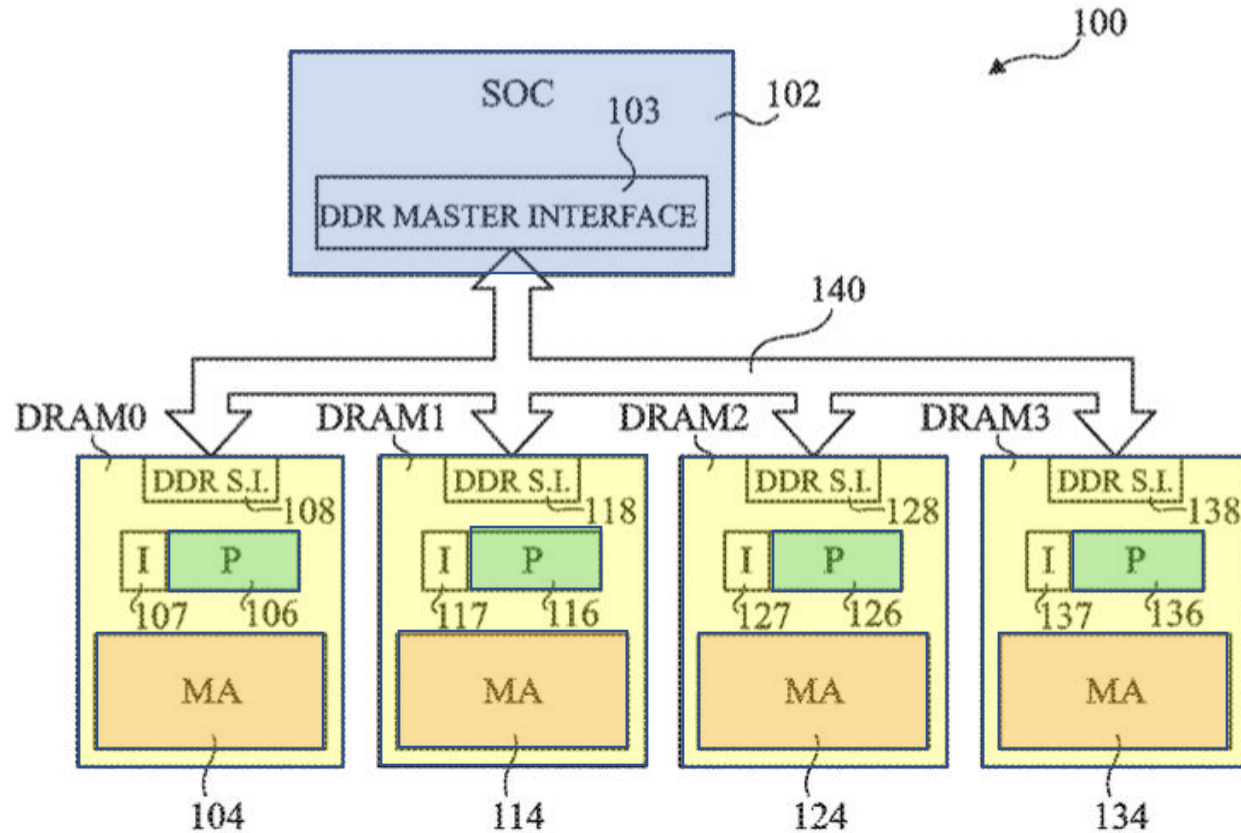 100
SOC
102
103
DDR MASTER INTERFACE
140
DRAM0 DRAM1 DRAM2 DRAM3
DDR S.I. DDR S.I. DDR S.I. DDR S.I.
108 118 128 138
I P I P I P I P
107 106 117 116 127 126 137 136
MA MA MA MA
104 114 124 134